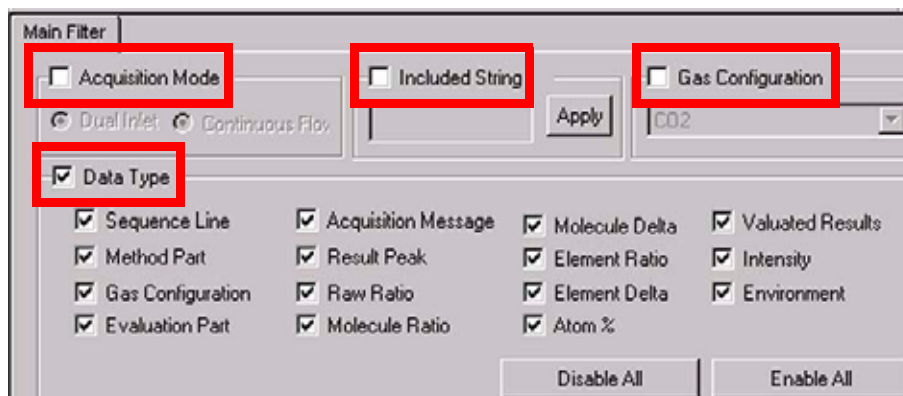 Main Filter
Acquisition Mode Included String Gas Configuration
Dual Inlet Continuous Flov Apply CO2
Data Type
Sequence Line Acquisition Message Molecule Delta Valuated Results
Method Part Result Peak Element Ratio Intensity
Gas Configuration Raw Ratio Element Delta Environment
Evaluation Part Molecule Ratio Atom %
Disable All Enable All